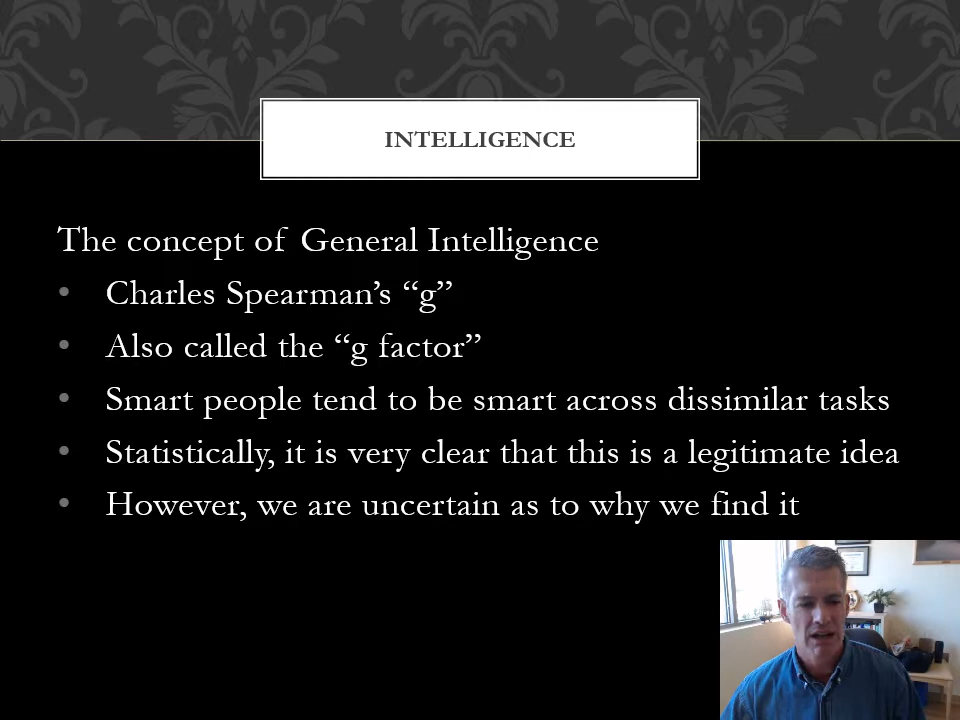 INTELLIGENCE
The concept of General Intelligence
• Charles Spearman’s “g”
• Also called the “g factor”
• Smart people tend to be smart across dissimilar tasks
• Statistically, it is very clear that this is a legitimate idea
• However, we are uncertain as to why we find it